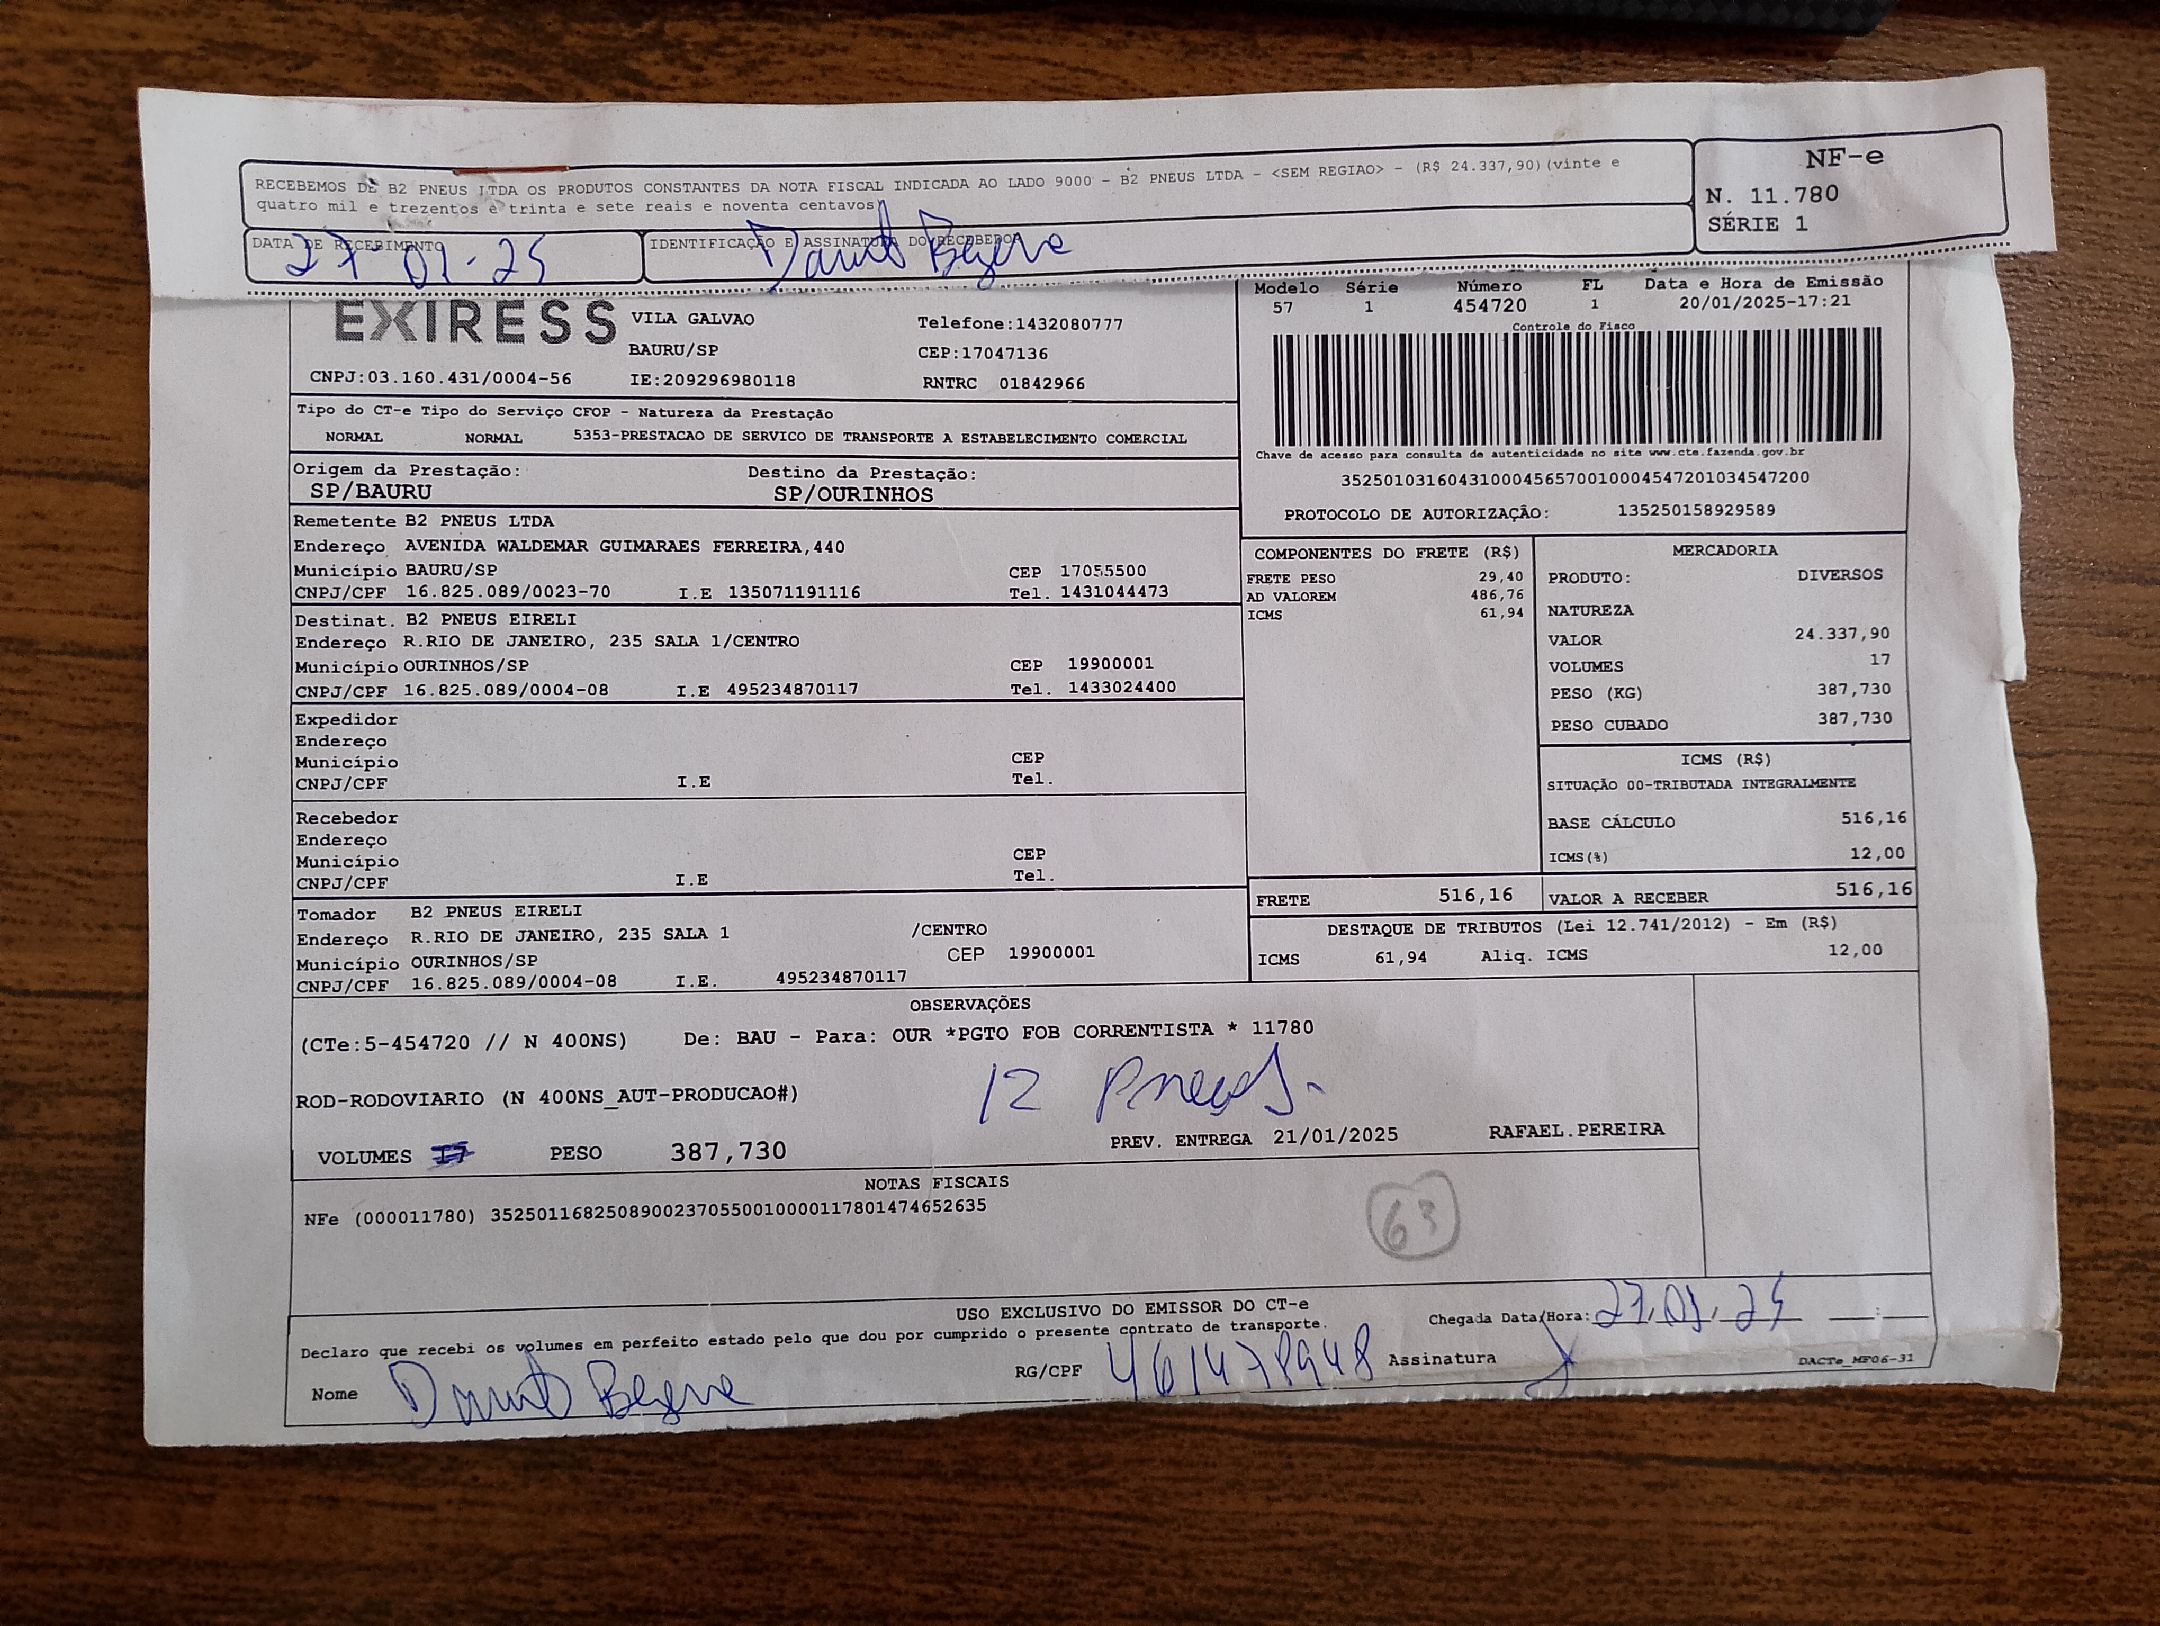 RECEBEMOS DE B2 PNEUS LTDA OS PRODUTOS CONSTANTES DA NOTA FISCAL INDICADA AO LADO 9000 - B2 PNEUS LTDA - <SEM REGIAO> - (R$ 24.337,90)(vinte e
quatro mil e trezentos e trinta e sete reais e noventa centavos)
NF-e
N. 11.780
SÉRIE 1
DATA DE RECEBIMENTO
27 01-25
IDENTIFICAÇÃO E ASSINATURA DO RECEBEDOR
EXIRESS
VILA GALVAO Telefone:1432080777
BAURU/SP CEP:17047136
CNPJ:03.160.431/0004-56 IE:209296980118 RNTRC 01842966
Modelo Série Número FL Data e Hora de Emissão
57 1 454720 1 20/01/2025-17:21
Controle do Fisco
Chave de acesso para consulta de autenticidade no site www.cte.fazenda.gov.br
35250103160431000456570010004547201034547200
PROTOCOLO DE AUTORIZAÇÃO: 135250158929589
Tipo do CT-e Tipo do Serviço CFOP - Natureza da Prestação
NORMAL NORMAL 5353-PRESTACAO DE SERVICO DE TRANSPORTE A ESTABELECIMENTO COMERCIAL
Origem da Prestação: Destino da Prestação:
SP/BAURU SP/OURINHOS
Remetente B2 PNEUS LTDA
Endereço AVENIDA WALDEMAR GUIMARAES FERREIRA,440
Município BAURU/SP CEP 17055500
CNPJ/CPF 16.825.089/0023-70 I.E 135071191116 Tel. 1431044473
Destinat. B2 PNEUS EIRELI
Endereço R.RIO DE JANEIRO, 235 SALA 1/CENTRO
Município OURINHOS/SP CEP 19900001
CNPJ/CPF 16.825.089/0004-08 I.E 495234870117 Tel. 1433024400
Expedidor
Endereço
Município CEP
CNPJ/CPF I.E Tel.
Recebedor
Endereço
Município CEP
CNPJ/CPF I.E Tel.
Tomador B2 PNEUS EIRELI
Endereço R.RIO DE JANEIRO, 235 SALA 1 /CENTRO
Município OURINHOS/SP CEP 19900001
CNPJ/CPF 16.825.089/0004-08 I.E. 495234870117
COMPONENTES DO FRETE (R$)
FRETE PESO 29,40
AD VALOREM 486,76
ICMS 61,94
MERCADORIA
PRODUTO: DIVERSOS
NATUREZA
VALOR 24.337,90
VOLUMES 17
PESO (KG) 387,730
PESO CUBADO 387,730
ICMS (R$)
SITUAÇÃO 00-TRIBUTADA INTEGRALMENTE
BASE CÁLCULO 516,16
ICMS(%) 12,00
FRETE 516,16 VALOR A RECEBER 516,16
DESTAQUE DE TRIBUTOS (Lei 12.741/2012) - Em (R$)
ICMS 61,94 Aliq. ICMS 12,00
OBSERVAÇÕES
(CTe:5-454720 // N 400NS) De: BAU - Para: OUR *PGTO FOB CORRENTISTA * 11780
12 Pneus.
ROD-RODOVIARIO (N 400NS_AUT-PRODUCAO#)
PREV. ENTREGA 21/01/2025 RAFAEL.PEREIRA
VOLUMES 17 PESO 387,730
NOTAS FISCAIS
NFe (000011780) 35250116825089002370550010000117801474652635
63
USO EXCLUSIVO DO EMISSOR DO CT-e
Declaro que recebi os volumes em perfeito estado pelo que dou por cumprido o presente contrato de transporte.
Chegada Data/Hora: 27.01.25 __:__
Nome RG/CPF 461478948 Assinatura
DACTe_MF06-31